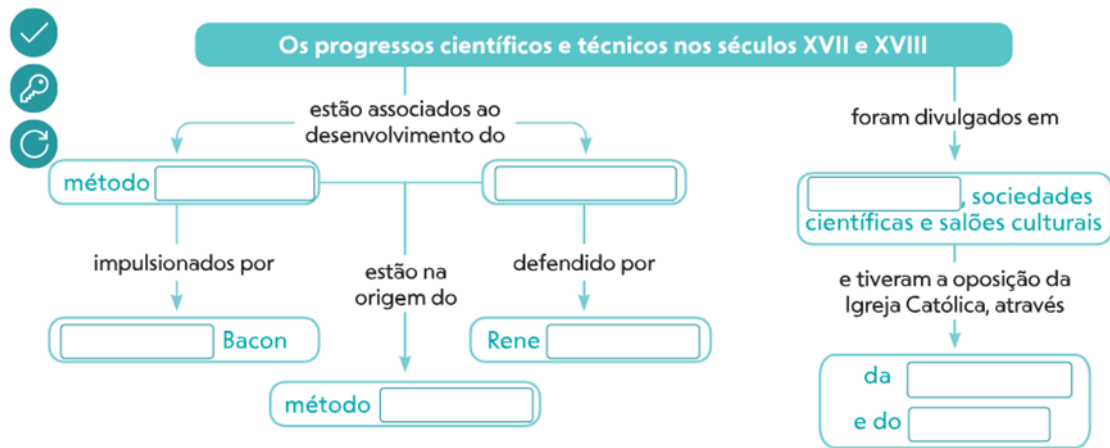 Os progressos científicos e técnicos nos séculos XVII e XVIII
estão associados ao
desenvolvimento do
foram divulgados em
método
, sociedades
científicas e salões culturais
impulsionados por
estão na
origem do
defendido por
e tiveram a oposição da
Igreja Católica, através
Bacon
Rene
da
e do
método